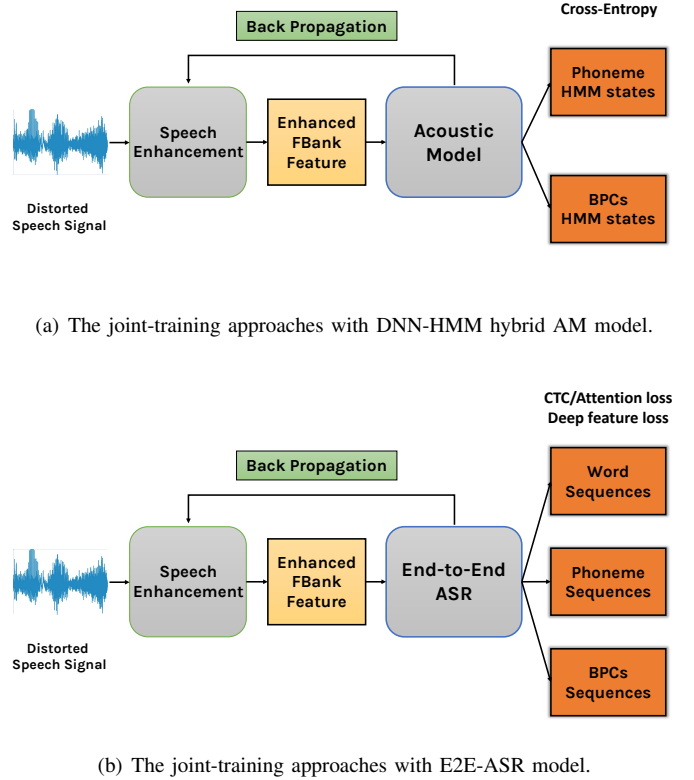 Cross-Entropy
Back Propagation
Phoneme
HMM states
Speech
Enhancement
Enhanced
FBank
Feature
Acoustic
Model
BPCs
HMM states
Distorted
Speech Signal
(a) The joint-training approaches with DNN-HMM hybrid AM model.
CTC/Attention loss
Deep feature loss
Back Propagation
Word
Sequences
Speech
Enhancement
Enhanced
FBank
Feature
End-to-End
ASR
Phoneme
Sequences
Distorted
Speech Signal
BPCs
Sequences
(b) The joint-training approaches with E2E-ASR model.